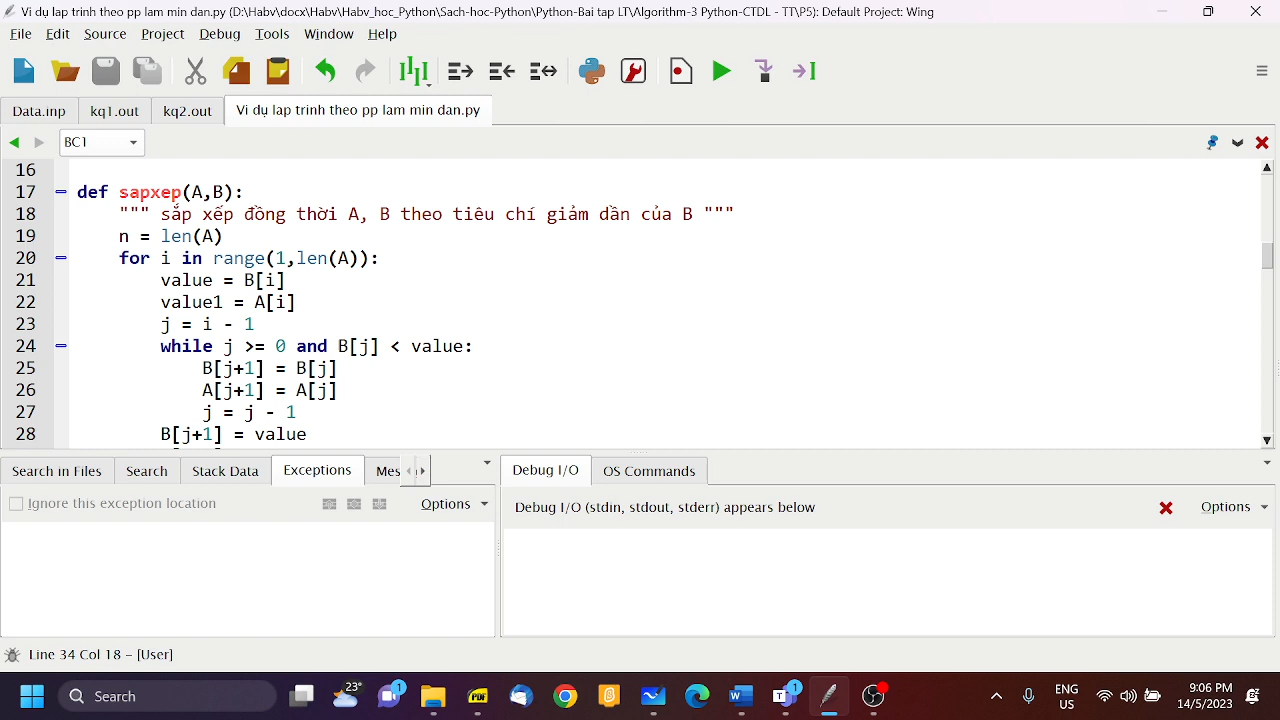 Vi dụ lap trinh theo pp lam min dan.py (D:\Habv\docx\Habv\Habv_hoc_Python\Sach-hoc-Python\Python-Bai tap LT\Algorithm-3 Python-CTDL - TT\P5): Default Project: Wing
File Edit Source Project Debug Tools Window Help
Data.inp kq1.out kq2.out Vi dụ lap trinh theo pp lam min dan.py
BC1
16
17 def sapxep(A,B):
18 """ sắp xếp đồng thời A, B theo tiêu chí giảm dần của B """
19 n = len(A)
20 for i in range(1,len(A)):
21 value = B[i]
22 value1 = A[i]
23 j = i - 1
24 while j >= 0 and B[j] < value:
25 B[j+1] = B[j]
26 A[j+1] = A[j]
27 j = j - 1
28 B[j+1] = value
Search in Files Search Stack Data Exceptions Mes Debug I/O OS Commands
Ignore this exception location Options Debug I/O (stdin, stdout, stderr) appears below Options
Line 34 Col 18 – [User]
Search 23° 1 PDF 1 ENG US 9:06 PM 14/5/2023